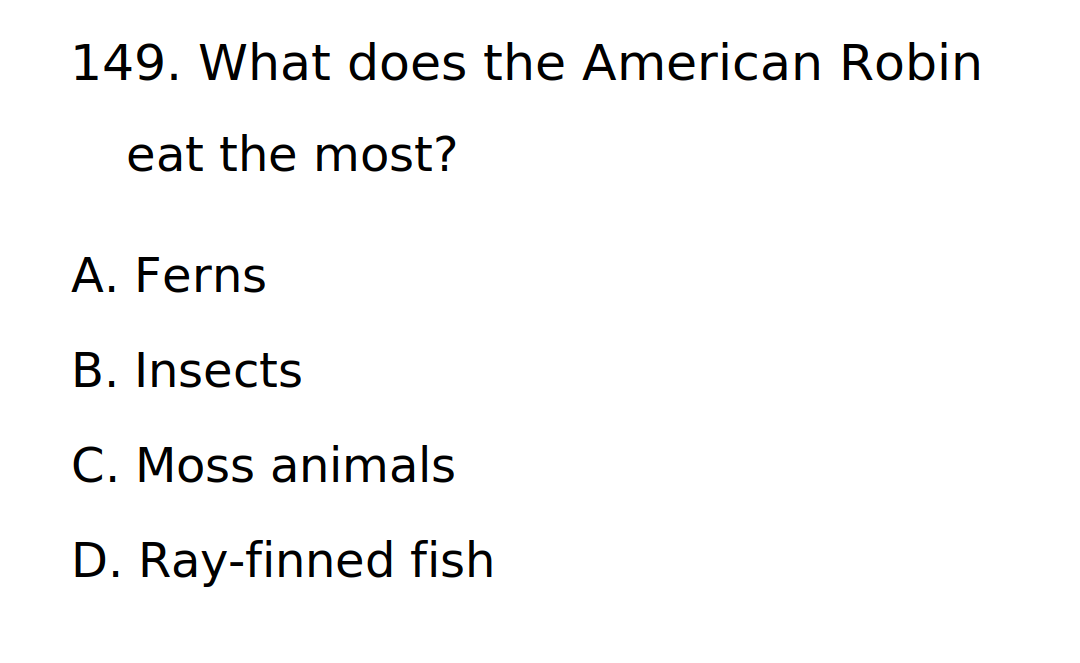 149. What does the American Robin
eat the most?
A. Ferns
B. Insects
C. Moss animals
D. Ray-finned fish